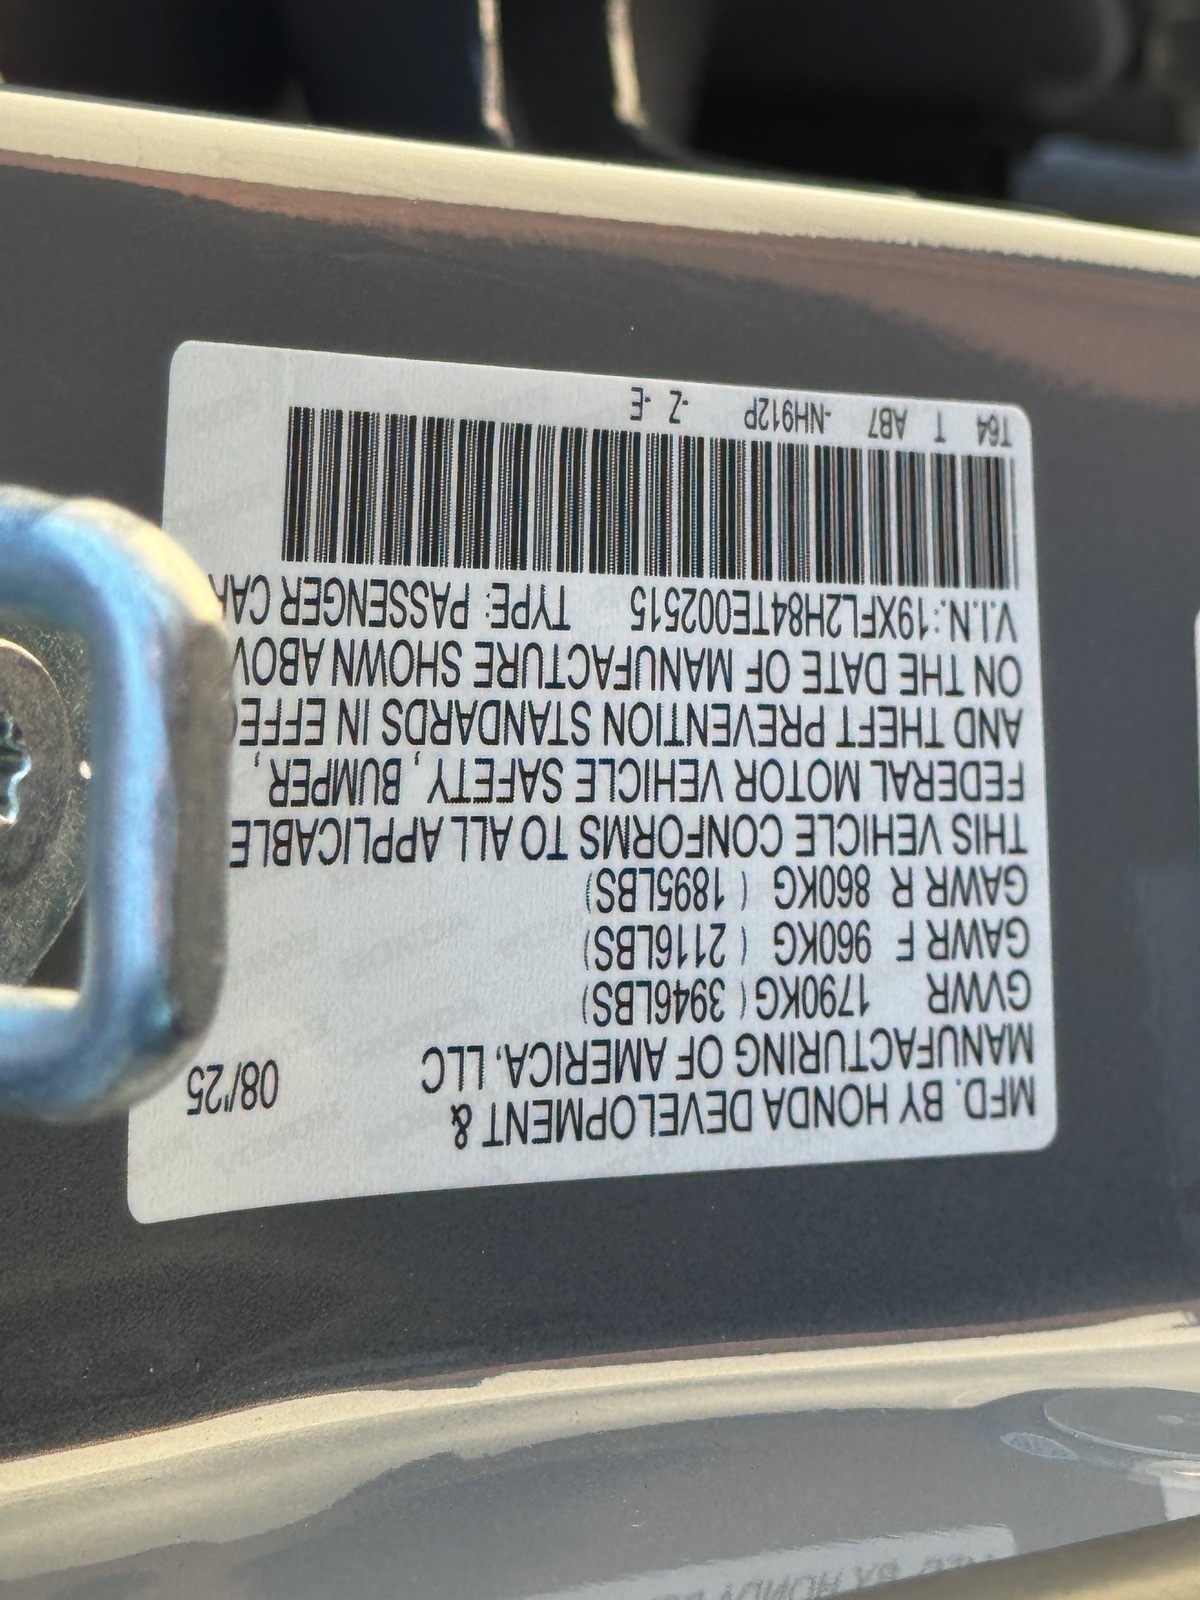 MFD. BY HONDA DEVELOPMENT &
MANUFACTURING OF AMERICA, LLC 08/'25
GVWR 1790KG ( 3946LBS)
GAWR F 960KG ( 2116LBS)
GAWR R 860KG ( 1895LBS)
THIS VEHICLE CONFORMS TO ALL APPLICABLE
FEDERAL MOTOR VEHICLE SAFETY, BUMPER,
AND THEFT PREVENTION STANDARDS IN EFFE
ON THE DATE OF MANUFACTURE SHOWN ABOV
V.I.N.:19XFL2H84TE002515 TYPE: PASSENGER CAR
T64 T AB7 -NH912P -Z -E